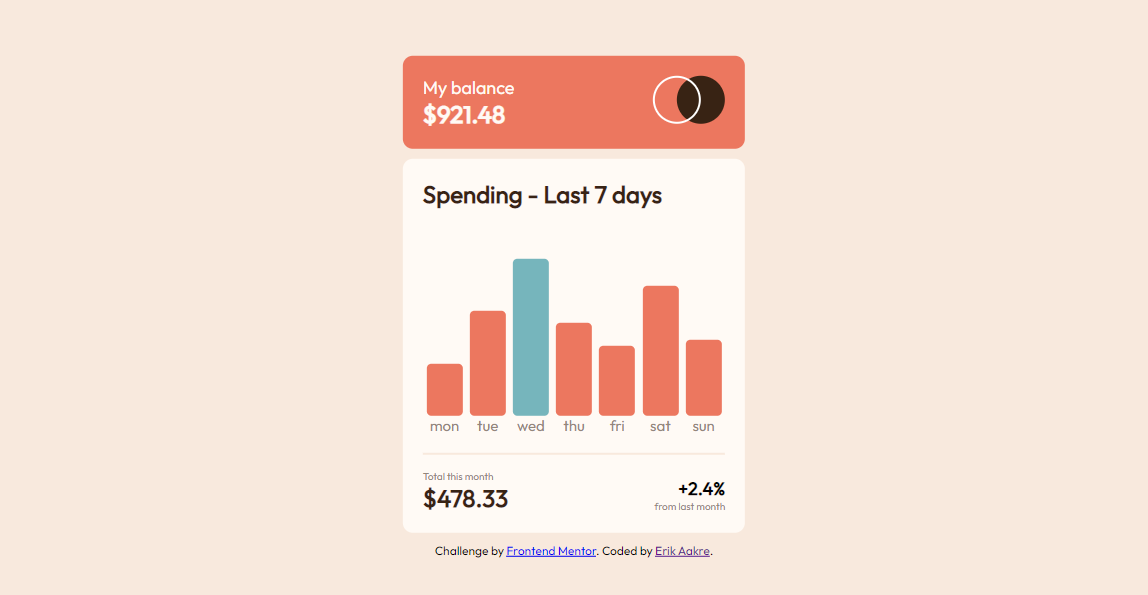 My balance
$921.48
Spending - Last 7 days
mon tue wed thu fri sat sun
Total this month
$478.33
+2.4%
from last month
Challenge by Frontend Mentor. Coded by Erik Aakre.